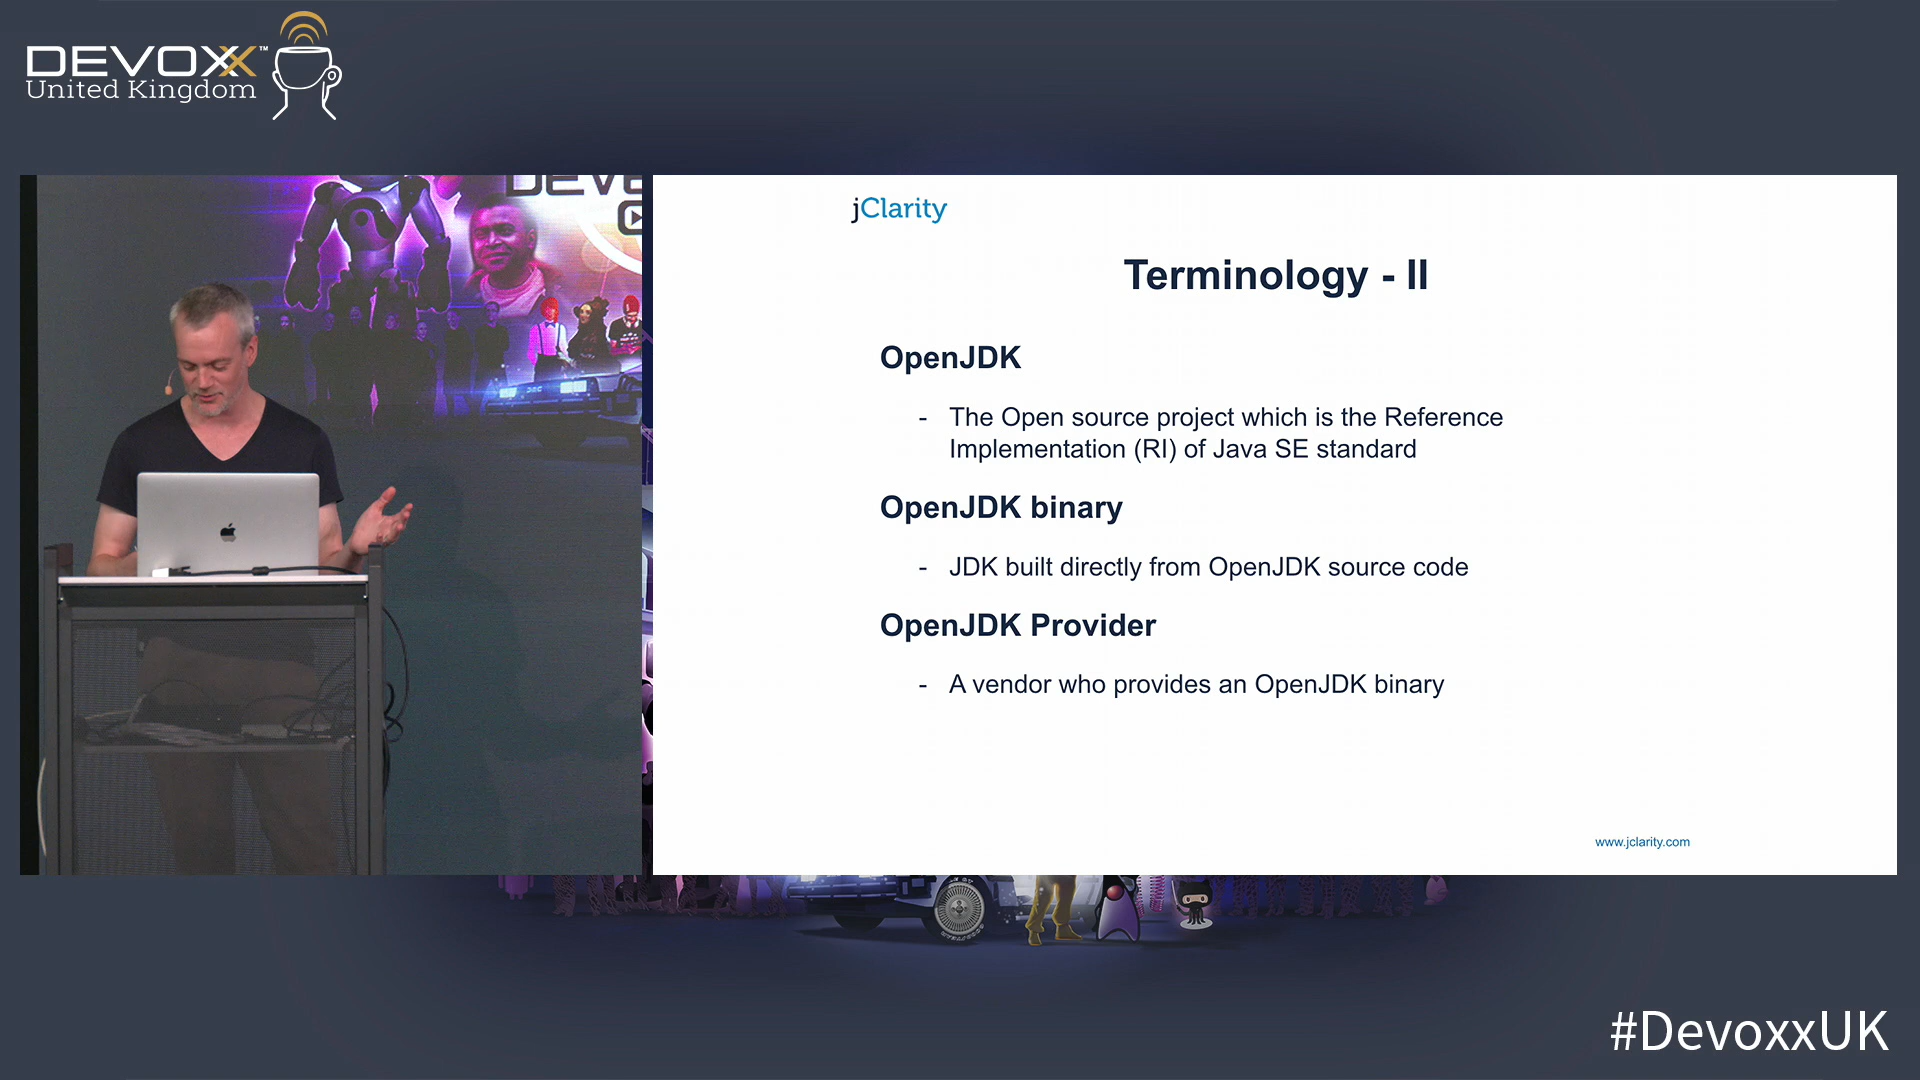 DEVOXX™
United Kingdom
DEVO
jClarity
Terminology - II
OpenJDK
- The Open source project which is the Reference
Implementation (RI) of Java SE standard
OpenJDK binary
- JDK built directly from OpenJDK source code
OpenJDK Provider
- A vendor who provides an OpenJDK binary
www.jclarity.com
#DevoxxUK